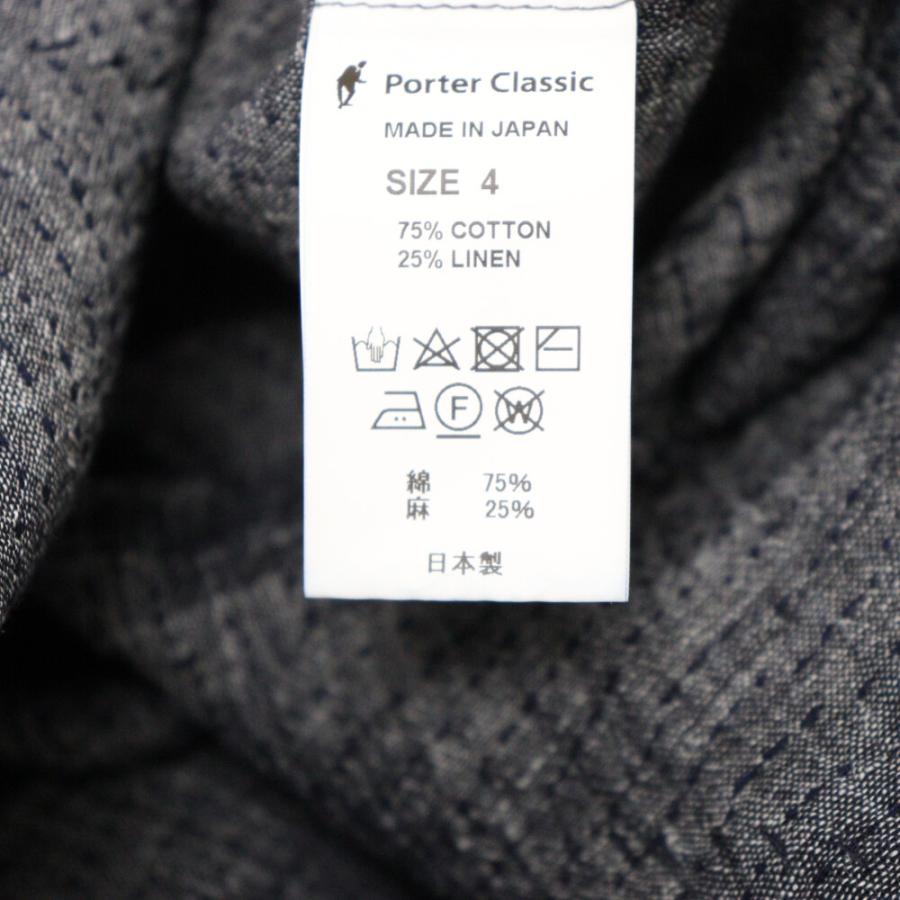 Porter Classic
MADE IN JAPAN
SIZE 4
75% COTTON
25% LINEN
F W
綿 75%
麻 25%
日本製